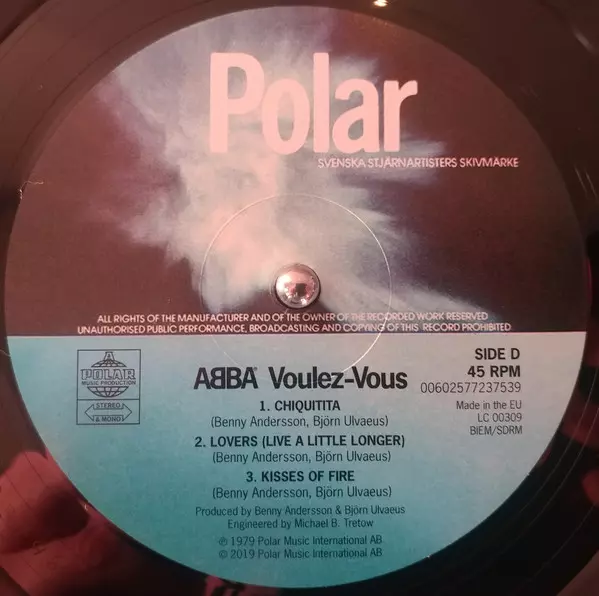 Polar
SVENSKA STJÄRNARTISTERS SKIVMÄRKE
ALL RIGHTS OF THE MANUFACTURER AND OF THE OWNER OF THE RECORDED WORK RESERVED
UNAUTHORISED PUBLIC PERFORMANCE, BROADCASTING AND COPYING OF THIS RECORD PROHIBITED
A
POLAR
MUSIC PRODUCTION
STEREO
& MONO
ABBA Voulez-Vous
SIDE D
45 RPM
00602577237539
Made in the EU
LC 00309
BIEM/SDRM
1. CHIQUITITA
(Benny Andersson, Björn Ulvaeus)
2. LOVERS (LIVE A LITTLE LONGER)
(Benny Andersson, Björn Ulvaeus)
3. KISSES OF FIRE
(Benny Andersson, Björn Ulvaeus)
Produced by Benny Andersson & Björn Ulvaeus
Engineered by Michael B. Tretow
℗ 1979 Polar Music International AB
© 2019 Polar Music International AB